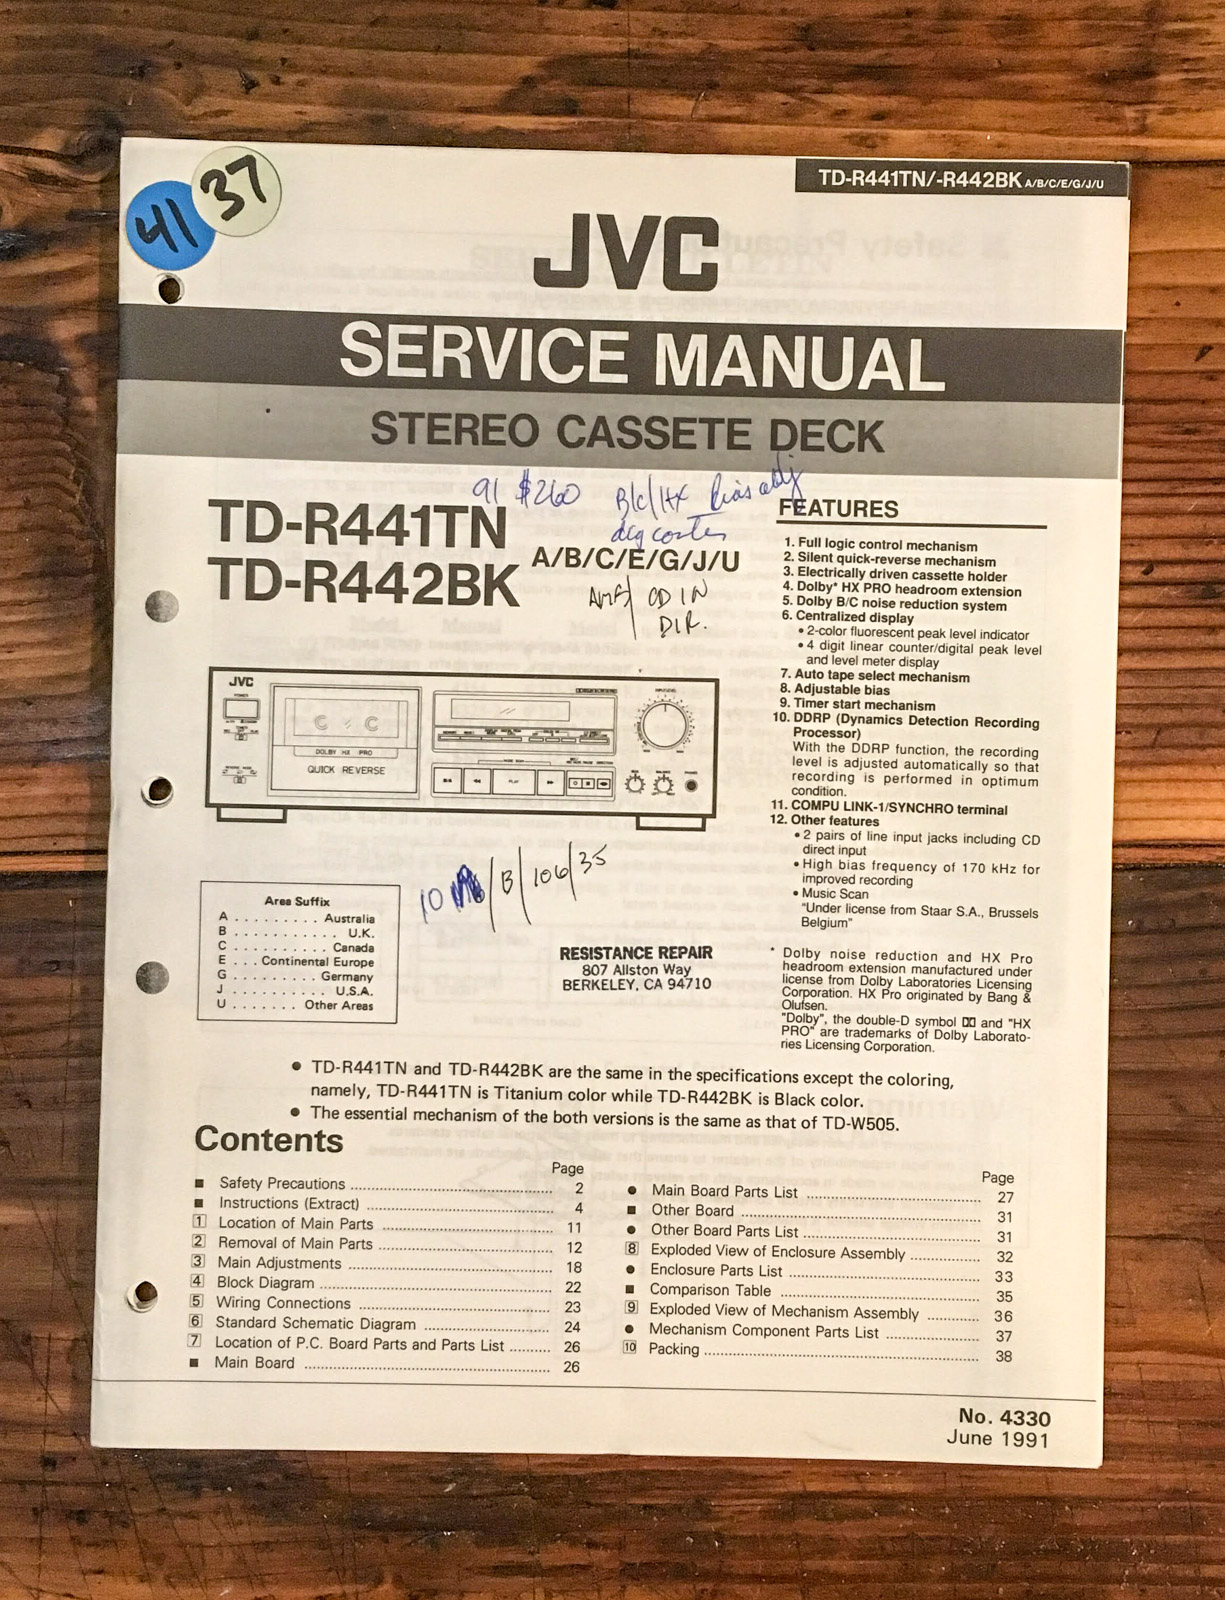 41
37
TD-R441TN/-R442BK A/B/C/E/G/J/U
JVC
SERVICE MANUAL
STEREO CASSETE DECK
91 $260 B/C/HX bias adj
TD-R441TN
TD-R442BK
A/B/C/E/G/J/U
CD IN
DIR.
JVC
POWER
DOLBY HX PRO
QUICK REVERSE
PLAY
10
/B/106/35
Area Suffix
A . . . . . . . . . Australia
B . . . . . . . . . . . U.K.
C . . . . . . . . . . Canada
E . . . Continental Europe
G . . . . . . . . . Germany
J . . . . . . . . . . U.S.A.
U . . . . . . . Other Areas
RESISTANCE REPAIR
807 Allston Way
BERKELEY, CA 94710
FEATURES
1. Full logic control mechanism
2. Silent quick-reverse mechanism
3. Electrically driven cassette holder
4. Dolby* HX PRO headroom extension
5. Dolby B/C noise reduction system
6. Centralized display
• 2-color fluorescent peak level indicator
• 4 digit linear counter/digital peak level
and level meter display
7. Auto tape select mechanism
8. Adjustable bias
9. Timer start mechanism
10. DDRP (Dynamics Detection Recording
Processor)
With the DDRP function, the recording
level is adjusted automatically so that
recording is performed in optimum
condition.
11. COMPU LINK-1/SYNCHRO terminal
12. Other features
• 2 pairs of line input jacks including CD
direct input
• High bias frequency of 170 kHz for
improved recording
• Music Scan
"Under license from Staar S.A., Brussels
Belgium"
* Dolby noise reduction and HX Pro
headroom extension manufactured under
license from Dolby Laboratories Licensing
Corporation. HX Pro originated by Bang &
Olufsen.
"Dolby", the double-D symbol and "HX
PRO" are trademarks of Dolby Laborato-
ries Licensing Corporation.
• TD-R441TN and TD-R442BK are the same in the specifications except the coloring,
namely, TD-R441TN is Titanium color while TD-R442BK is Black color.
• The essential mechanism of the both versions is the same as that of TD-W505.
Contents
Page
■ Safety Precautions ........ 2
■ Instructions (Extract) ........ 4
1 Location of Main Parts ........ 11
2 Removal of Main Parts ........ 12
3 Main Adjustments ........ 18
4 Block Diagram ........ 22
5 Wiring Connections ........ 23
6 Standard Schematic Diagram ........ 24
7 Location of P.C. Board Parts and Parts List ........ 26
■ Main Board ........ 26
Page
● Main Board Parts List ........ 27
■ Other Board ........ 31
● Other Board Parts List ........ 31
8 Exploded View of Enclosure Assembly ........ 32
● Enclosure Parts List ........ 33
■ Comparison Table ........ 35
9 Exploded View of Mechanism Assembly ........ 36
● Mechanism Component Parts List ........ 37
10 Packing ........ 38
No. 4330
June 1991